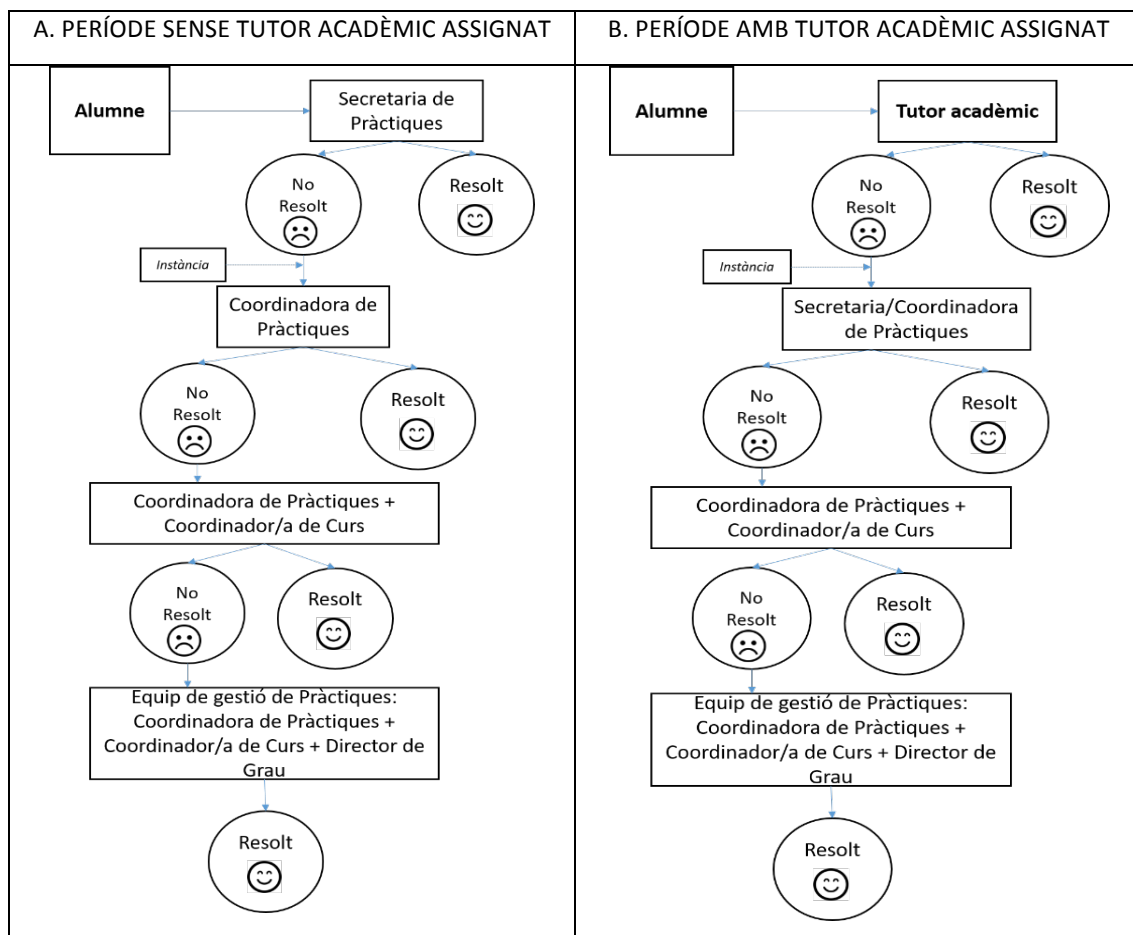 A. PERÍODE SENSE TUTOR ACADÈMIC ASSIGNAT
Alumne
Secretaria de
Pràctiques
No
Resolt
Resolt
Instància
Coordinadora de
Pràctiques
No
Resolt
Resolt
Coordinadora de Pràctiques +
Coordinador/a de Curs
No
Resolt
Resolt
Equip de gestió de Pràctiques:
Coordinadora de Pràctiques +
Coordinador/a de Curs + Director de
Grau
Resolt
B. PERÍODE AMB TUTOR ACADÈMIC ASSIGNAT
Alumne
Tutor acadèmic
No
Resolt
Resolt
Instància
Secretaria/Coordinadora
de Pràctiques
No
Resolt
Resolt
Coordinadora de Pràctiques +
Coordinador/a de Curs
No
Resolt
Resolt
Equip de gestió de Pràctiques:
Coordinadora de Pràctiques +
Coordinador/a de Curs + Director de
Grau
Resolt